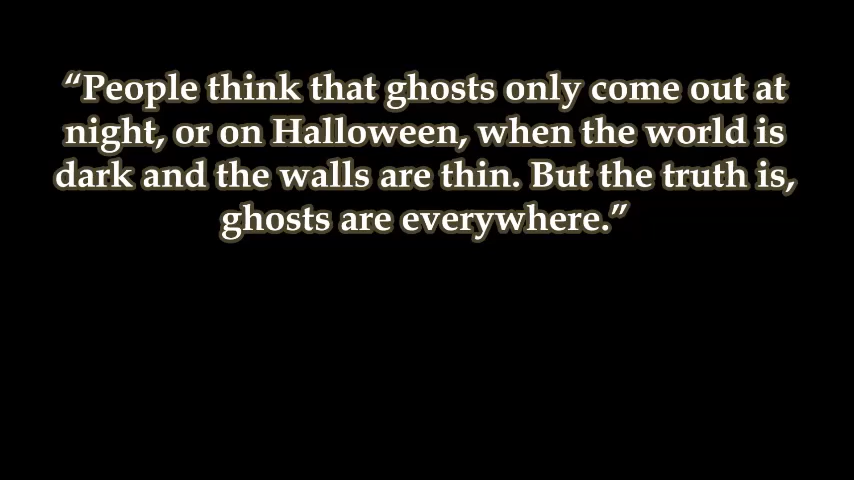 “People think that ghosts only come out at
night, or on Halloween, when the world is
dark and the walls are thin. But the truth is,
ghosts are everywhere.”